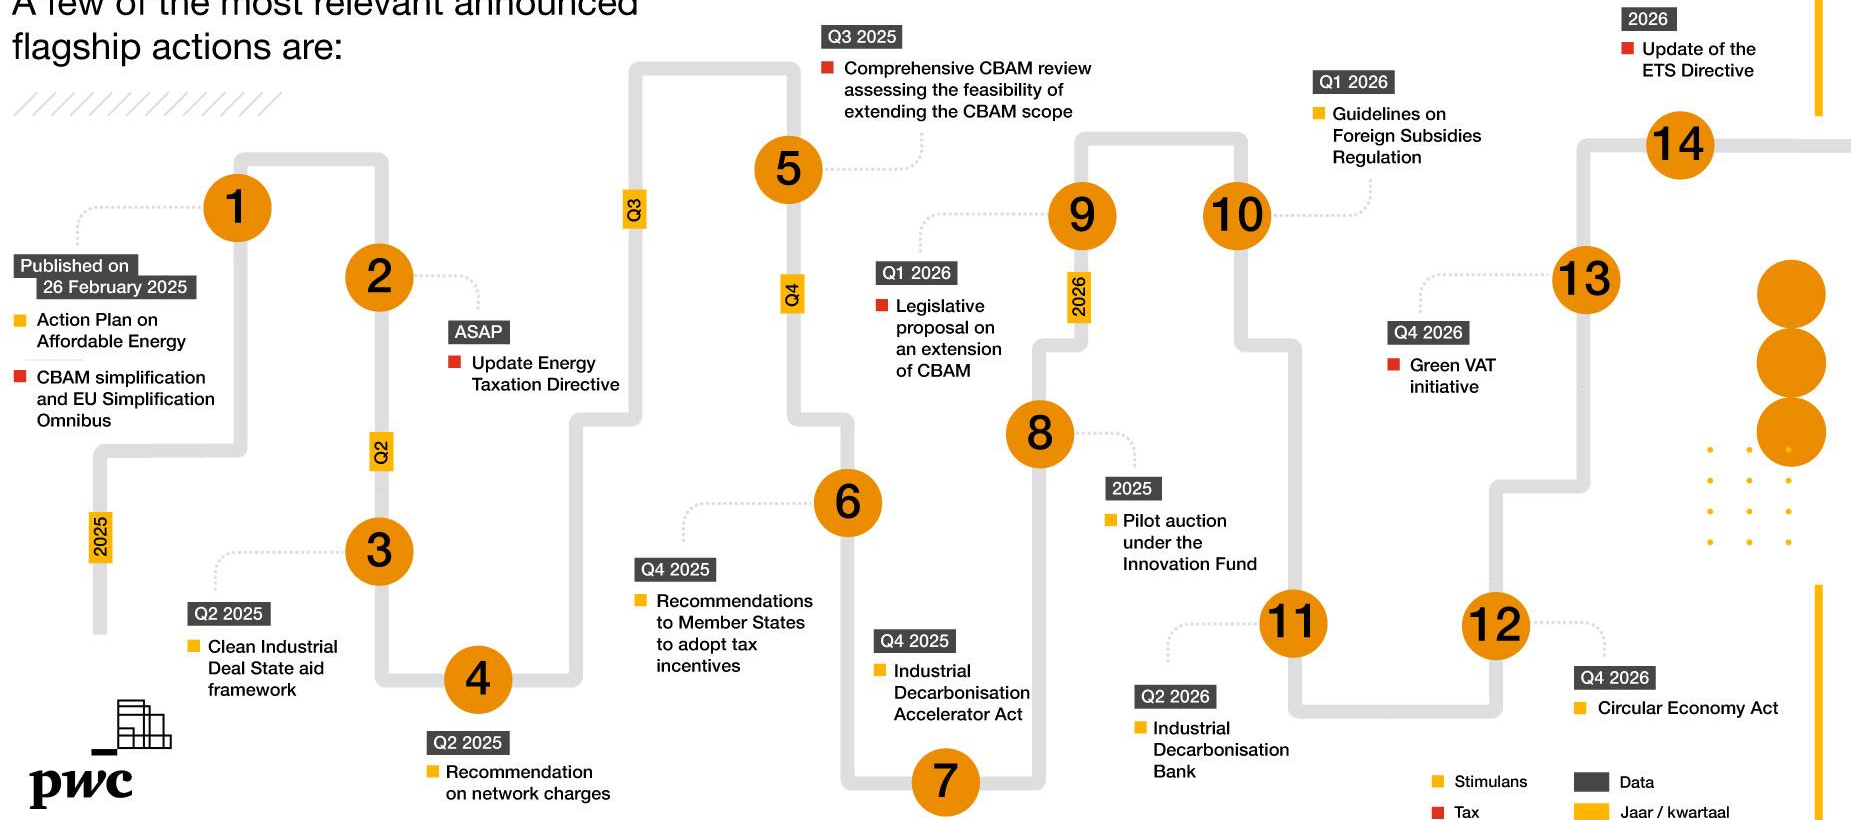 A few of the most relevant announced
flagship actions are:
1
Published on
26 February 2025
Action Plan on
Affordable Energy
CBAM simplification
and EU Simplification
Omnibus
2025
2
ASAP
Update Energy
Taxation Directive
Q2
3
Q2 2025
Clean Industrial
Deal State aid
framework
4
Q2 2025
Recommendation
on network charges
Q3
5
Q3 2025
Comprehensive CBAM review
assessing the feasibility of
extending the CBAM scope
Q4
6
Q4 2025
Recommendations
to Member States
to adopt tax
incentives
7
Q4 2025
Industrial
Decarbonisation
Accelerator Act
8
2025
Pilot auction
under the
Innovation Fund
2026
9
Q1 2026
Legislative
proposal on
an extension
of CBAM
10
Q1 2026
Guidelines on
Foreign Subsidies
Regulation
11
Q2 2026
Industrial
Decarbonisation
Bank
12
Q4 2026
Circular Economy Act
13
Q4 2026
Green VAT
initiative
14
2026
Update of the
ETS Directive
pwc
Stimulans
Data
Tax
Jaar / kwartaal